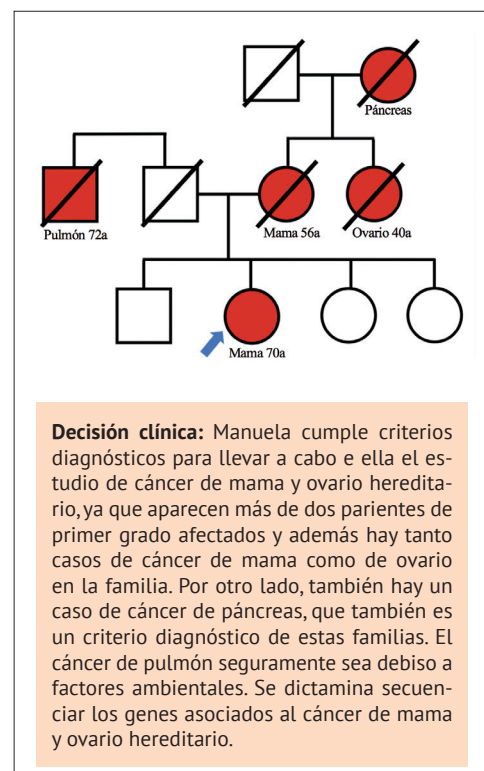 Páncreas
Pulmón 72a
Mama 56a
Ovario 40a
Mama 70a
Decisión clínica: Manuela cumple criterios
diagnósticos para llevar a cabo e ella el es-
tudio de cáncer de mama y ovario heredita-
rio, ya que aparecen más de dos parientes de
primer grado afectados y además hay tanto
casos de cáncer de mama como de ovario
en la familia. Por otro lado, también hay un
caso de cáncer de páncreas, que también es
un criterio diagnóstico de estas familias. El
cáncer de pulmón seguramente sea debiso a
factores ambientales. Se dictamina secuen-
ciar los genes asociados al cáncer de mama
y ovario hereditario.